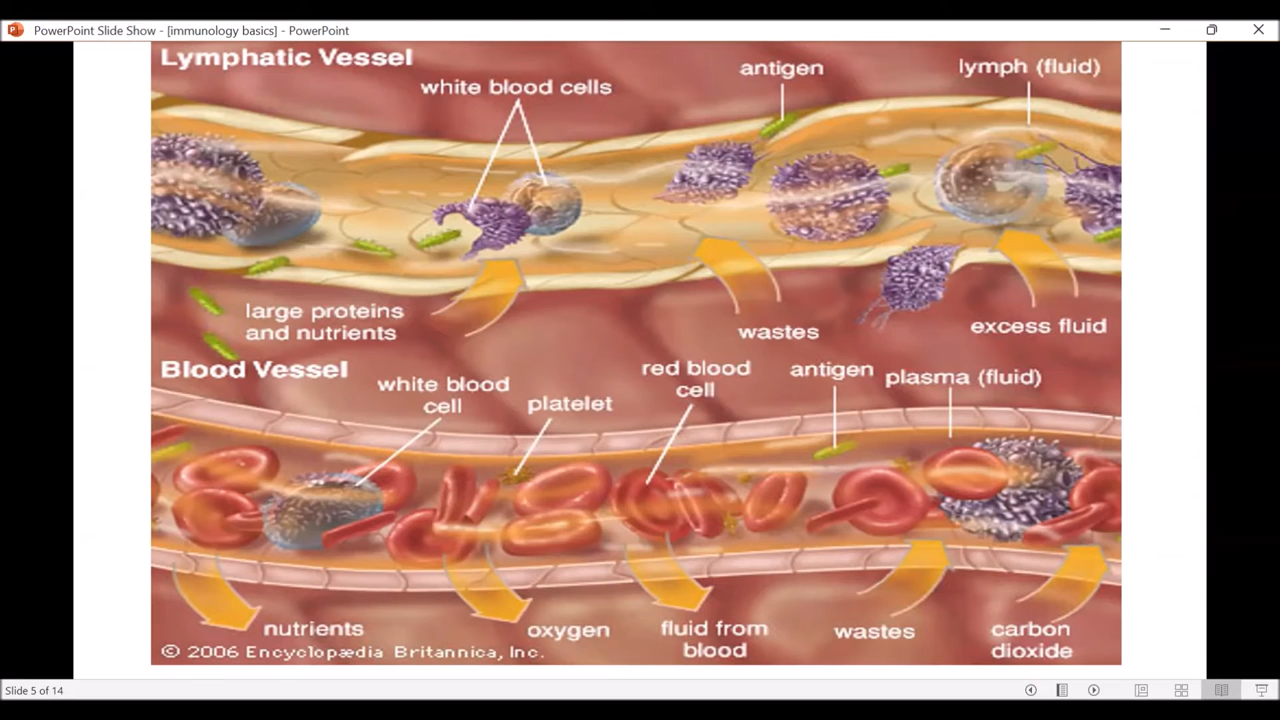 PowerPoint Slide Show - [immunology basics] - PowerPoint
Lymphatic Vessel
white blood cells
antigen
lymph (fluid)
large proteins
and nutrients
wastes
excess fluid
Blood Vessel
white blood
cell
platelet
red blood
cell
antigen
plasma (fluid)
nutrients
oxygen
fluid from
blood
wastes
carbon
dioxide
© 2006 Encyclopædia Britannica, Inc.
Slide 5 of 14